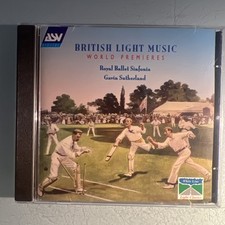 ASV
BRITISH LIGHT MUSIC
WORLD PREMIERES
Royal Ballet Sinfonia
Gavin Sutherland